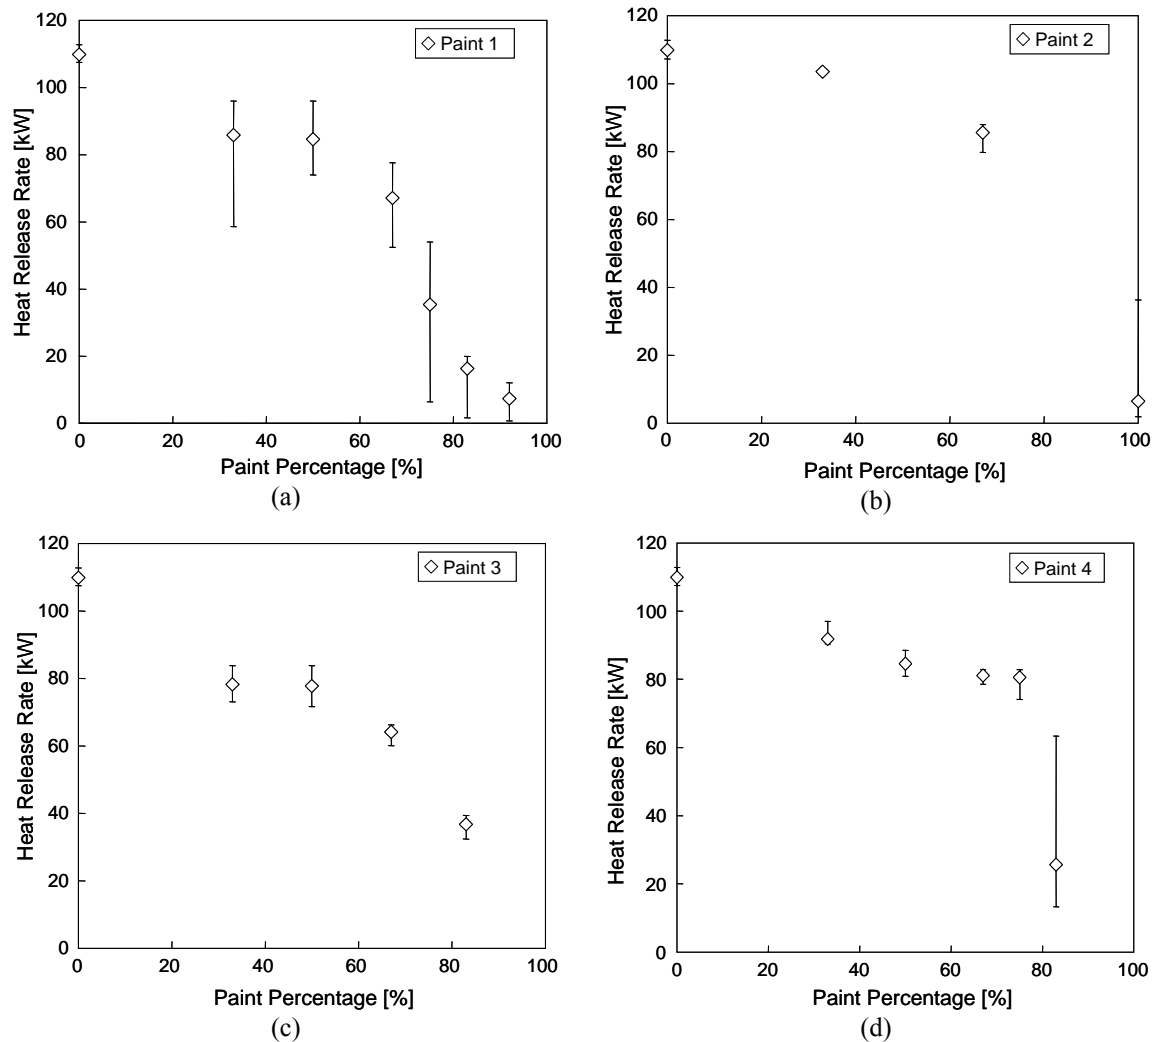 120
100
80
60
40
20
0
Heat Release Rate [kW]
Paint 1
0 20 40 60 80 100
Paint Percentage [%]
(a)
120
100
80
60
40
20
0
Heat Release Rate [kW]
Paint 2
0 20 40 60 80 100
Paint Percentage [%]
(b)
120
100
80
60
40
20
0
Heat Release Rate [kW]
Paint 3
0 20 40 60 80 100
Paint Percentage [%]
(c)
120
100
80
60
40
20
0
Heat Release Rate [kW]
Paint 4
0 20 40 60 80 100
Paint Percentage [%]
(d)